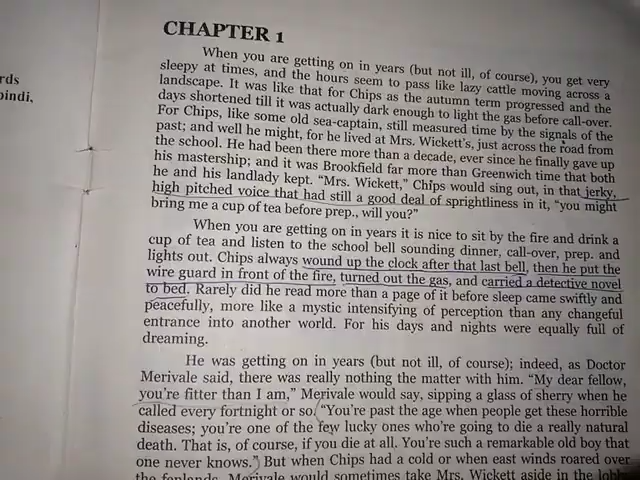 rds
pindi,
CHAPTER 1
When you are getting on in years (but not ill, of course), you get very
sleepy at times, and the hours seem to pass like lazy cattle moving across a
landscape. It was like that for Chips as the autumn term progressed and the
days shortened till it was actually dark enough to light the gas before call-over.
For Chips, like some old sea-captain, still measured time by the signals of the
past; and well he might, for he lived at Mrs. Wickett's, just across the road from
the school. He had been there more than a decade, ever since he finally gave up
his mastership; and it was Brookfield far more than Greenwich time that both
he and his landlady kept. “Mrs. Wickett,” Chips would sing out, in that jerky,
high pitched voice that had still a good deal of sprightliness in it, “you might
bring me a cup of tea before prep., will you?”
When you are getting on in years it is nice to sit by the fire and drink a
cup of tea and listen to the school bell sounding dinner, call-over, prep. and
lights out. Chips always wound up the clock after that last bell, then he put the
wire guard in front of the fire, turned out the gas, and carried a detective novel
to bed. Rarely did he read more than a page of it before sleep came swiftly and
peacefully, more like a mystic intensifying of perception than any changeful
entrance into another world. For his days and nights were equally full of
dreaming.
He was getting on in years (but not ill, of course); indeed, as Doctor
Merivale said, there was really nothing the matter with him. “My dear fellow,
you're fitter than I am,” Merivale would say, sipping a glass of sherry when he
called every fortnight or so. “You're past the age when people get these horrible
diseases; you're one of the few lucky ones who're going to die a really natural
death. That is, of course, if you die at all. You're such a remarkable old boy that
one never knows.” But when Chips had a cold or when east winds roared over
the fenlands, Merivale would sometimes take Mrs. Wickett aside in the lobby